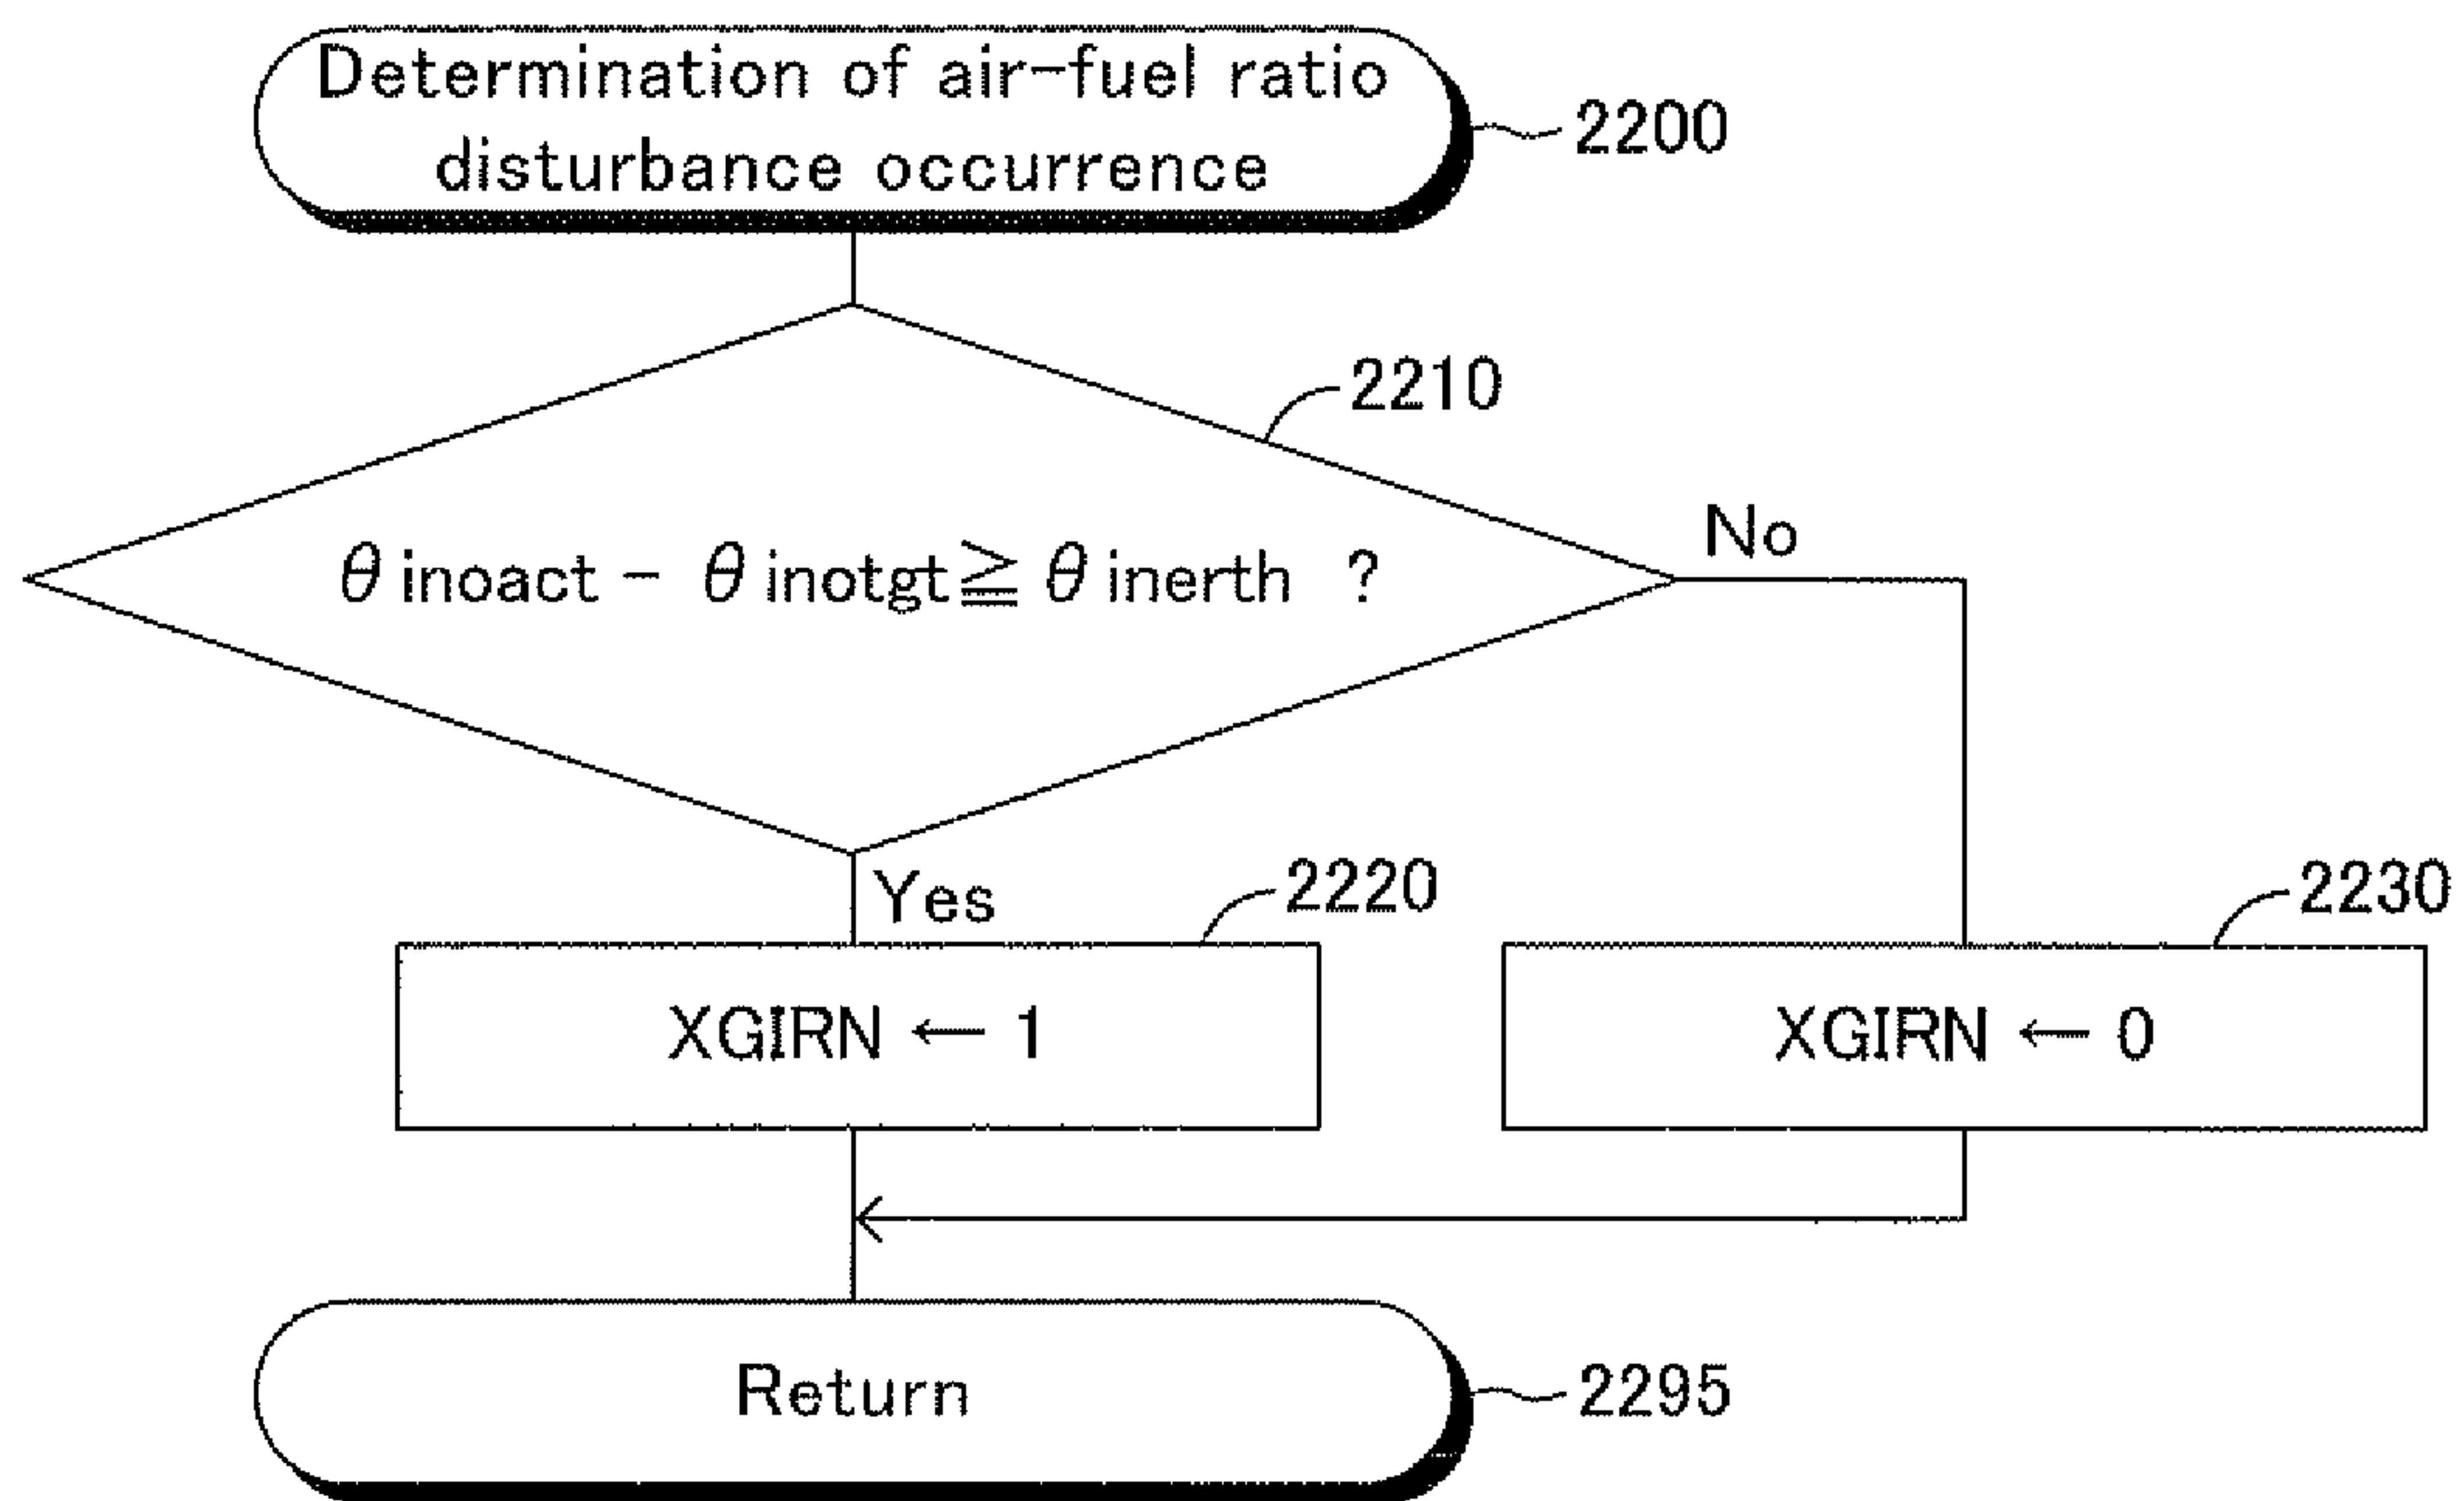 Determination of air-fuel ratio
disturbance occurrence
2200
2210
θ inoact − θ inotgt ≧ θ inerth ?
No
Yes
2220
2230
XGIRN ← 1
XGIRN ← 0
Return
2295